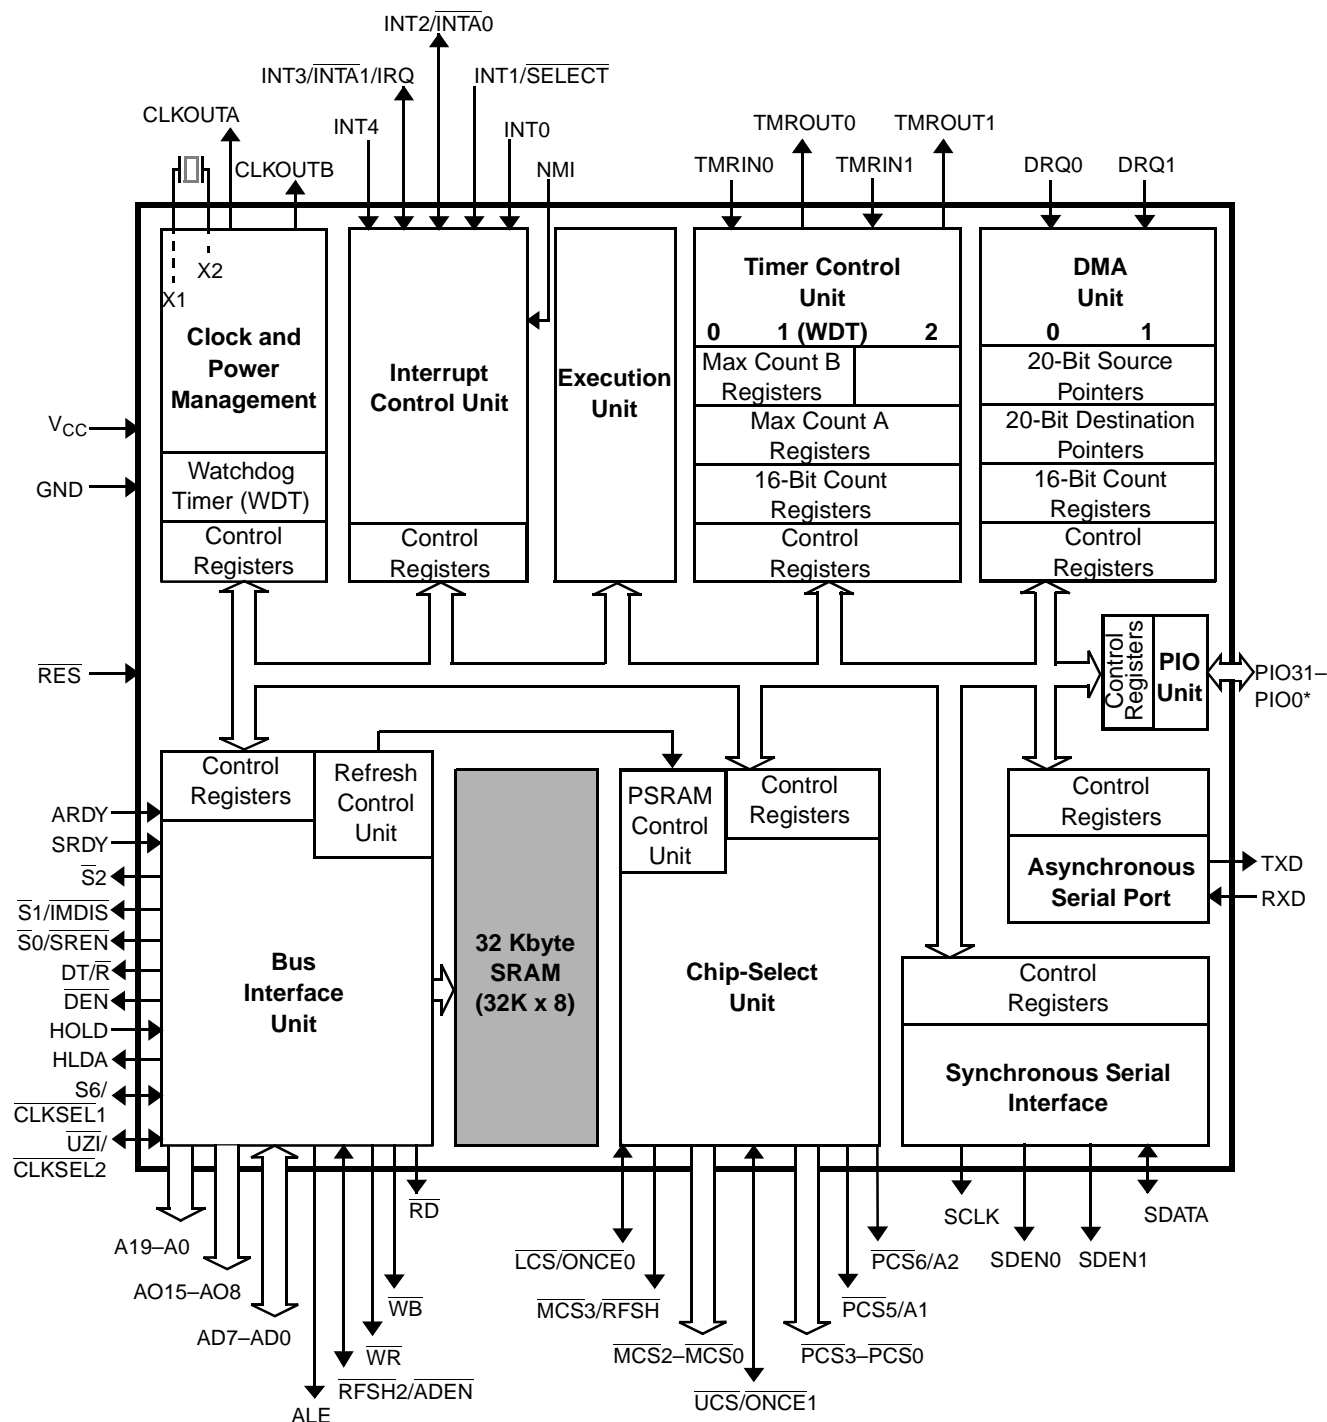 INT2/INTA0
INT3/INTA1/IRQ
INT1/SELECT
CLKOUTA
INT4
INT0
TMROUT0
TMROUT1
CLKOUTB
NMI
TMRIN0
TMRIN1
DRQ0
DRQ1
X2
X1
Clock and
Power
Management
Watchdog
Timer (WDT)
Control
Registers
Interrupt
Control Unit
Control
Registers
Execution
Unit
Timer Control
Unit
0 1 (WDT) 2
Max Count B
Registers
Max Count A
Registers
16-Bit Count
Registers
Control
Registers
DMA
Unit
0 1
20-Bit Source
Pointers
20-Bit Destination
Pointers
16-Bit Count
Registers
Control
Registers
VCC
GND
RES
Control
Registers
PIO
Unit
PIO31–
PIO0*
Control
Registers
Refresh
Control
Unit
Bus
Interface
Unit
32 Kbyte
SRAM
(32K x 8)
PSRAM
Control
Unit
Control
Registers
Chip-Select
Unit
Control
Registers
Asynchronous
Serial Port
TXD
RXD
Control
Registers
Synchronous Serial
Interface
ARDY
SRDY
S2
S1/IMDIS
S0/SREN
DT/R
DEN
HOLD
HLDA
S6/
CLKSEL1
UZI/
CLKSEL2
A19–A0
AO15–AO8
AD7–AD0
ALE
RFSH2/ADEN
WR
WB
RD
LCS/ONCE0
MCS3/RFSH
MCS2–MCS0
UCS/ONCE1
PCS3–PCS0
PCS5/A1
PCS6/A2
SCLK
SDEN0
SDEN1
SDATA